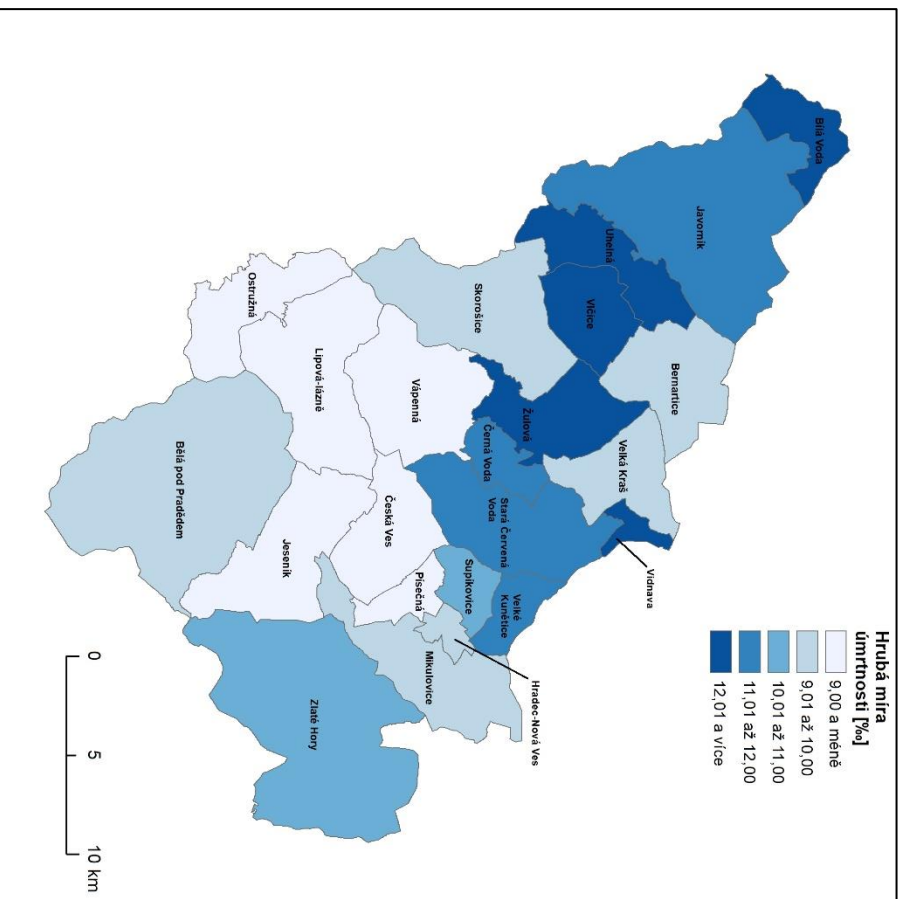 Hrubá míra
úmrtnosti [‰]
9,00 a méně
9,01 až 10,00
10,01 až 11,00
11,01 až 12,00
12,01 a více
Bílá Voda
Javorník
Bernartice
Vidnava
Velká Kraš
Uhelná
Vlčice
Hradec-Nová Ves
Žulová
Velké
Kunětice
Stará Červená
Voda
Černá Voda
Skorošice
Supíkovice
Mikulovice
Písečná
Vápenná
Česká Ves
Lipová-lázně
Zlaté Hory
Jeseník
Ostružná
Bělá pod Pradědem
0 5 10 km